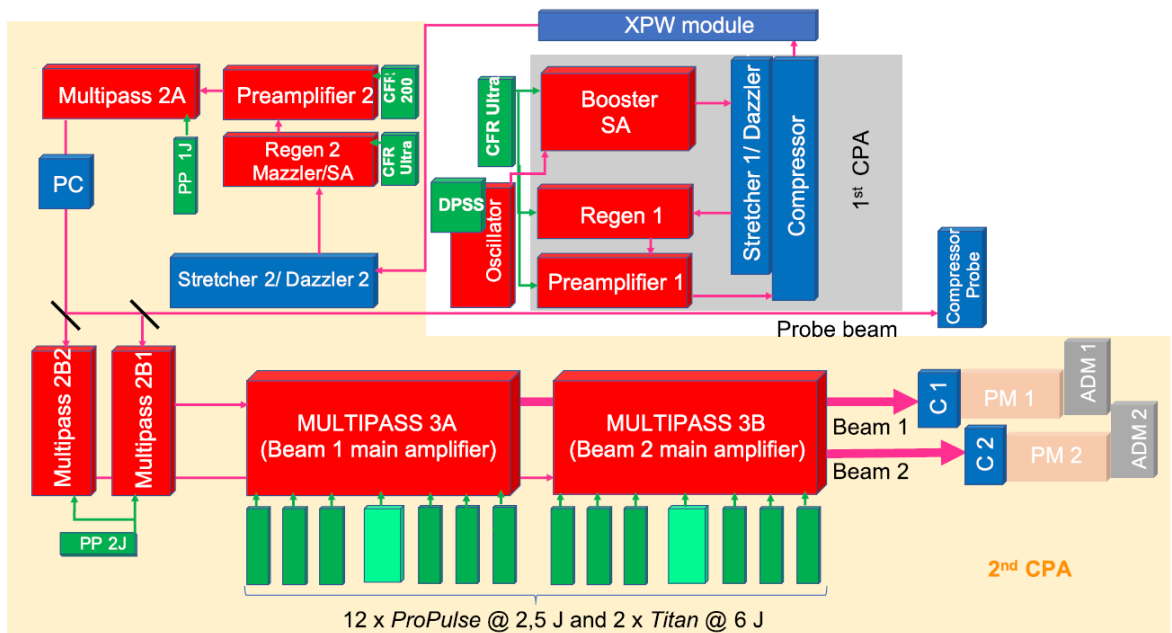 XPW module
Multipass 2A
Preamplifier 2
CFR
200
CFR Ultra
Booster
SA
Stretcher 1/ Dazzler
Compressor
1st CPA
PC
PP 1J
Regen 2
Mazzler/SA
CFR
Ultra
DPSS
Oscillator
Regen 1
Stretcher 2/ Dazzler 2
Preamplifier 1
Compressor
Probe
Probe beam
Multipass 2B2
Multipass 2B1
MULTIPASS 3A
(Beam 1 main amplifier)
MULTIPASS 3B
(Beam 2 main amplifier)
Beam 1
Beam 2
C 1
PM 1
ADM 1
C 2
PM 2
ADM 2
PP 2J
2nd CPA
12 x ProPulse @ 2,5 J and 2 x Titan @ 6 J